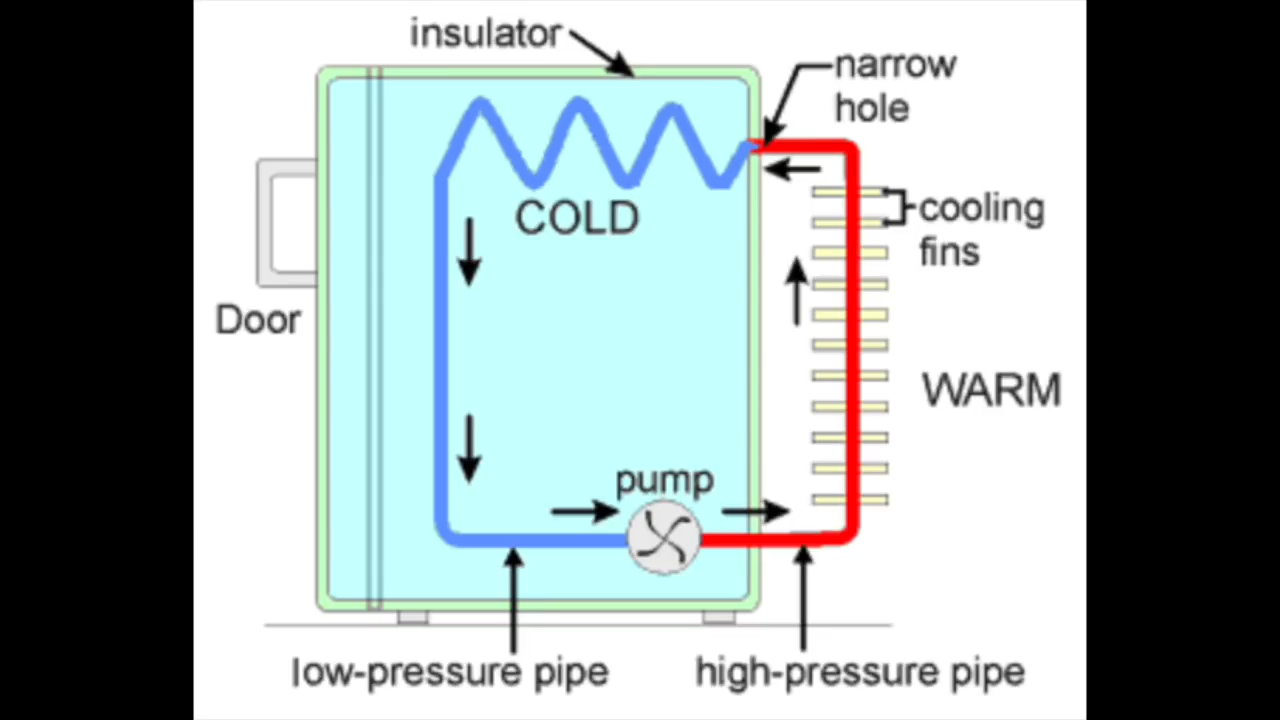 insulator
narrow
hole
cooling
fins
COLD
Door
WARM
pump
low-pressure pipe
high-pressure pipe